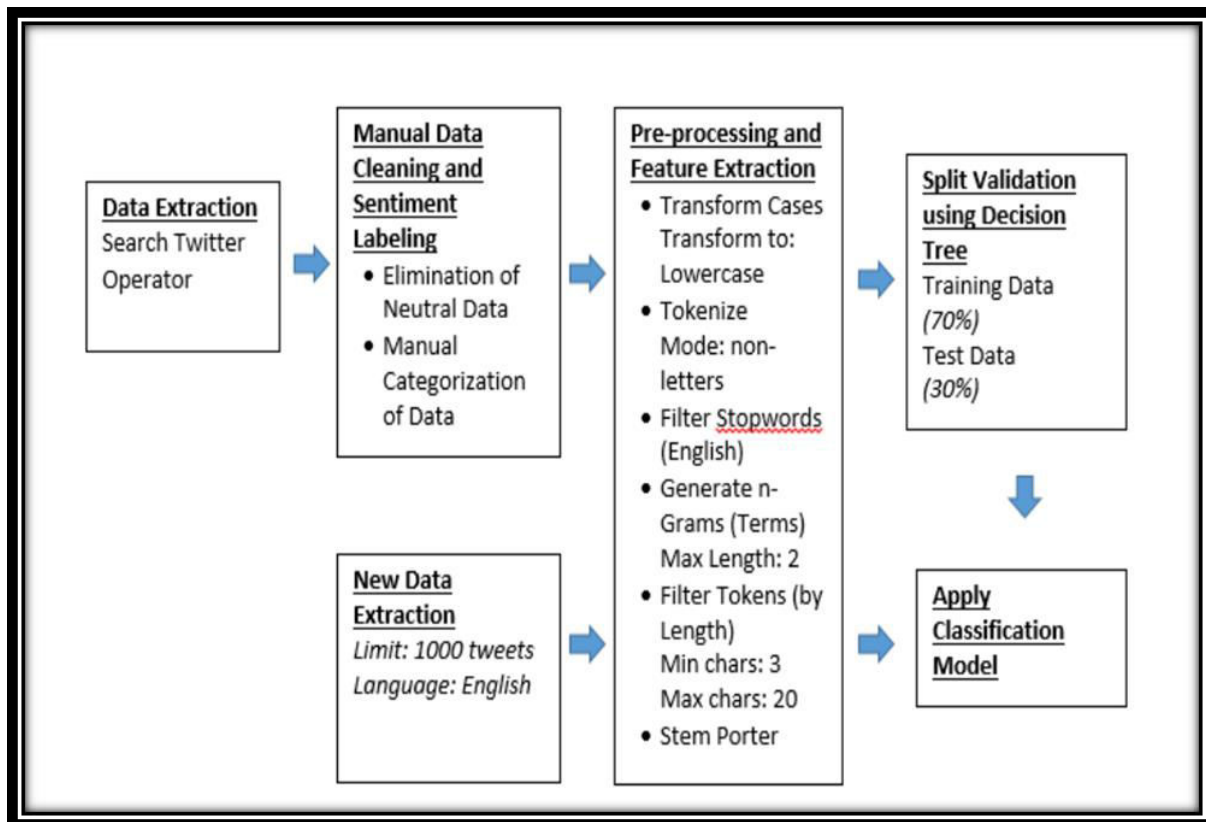 Data Extraction
Search Twitter
Operator
Manual Data
Cleaning and
Sentiment
Labeling
• Elimination of
Neutral Data
• Manual
Categorization
of Data
New Data
Extraction
Limit: 1000 tweets
Language: English
Pre-processing and
Feature Extraction
• Transform Cases
Transform to:
Lowercase
• Tokenize
Mode: non-
letters
• Filter Stopwords
(English)
• Generate n-
Grams (Terms)
Max Length: 2
• Filter Tokens (by
Length)
Min chars: 3
Max chars: 20
• Stem Porter
Split Validation
using Decision
Tree
Training Data
(70%)
Test Data
(30%)
Apply
Classification
Model